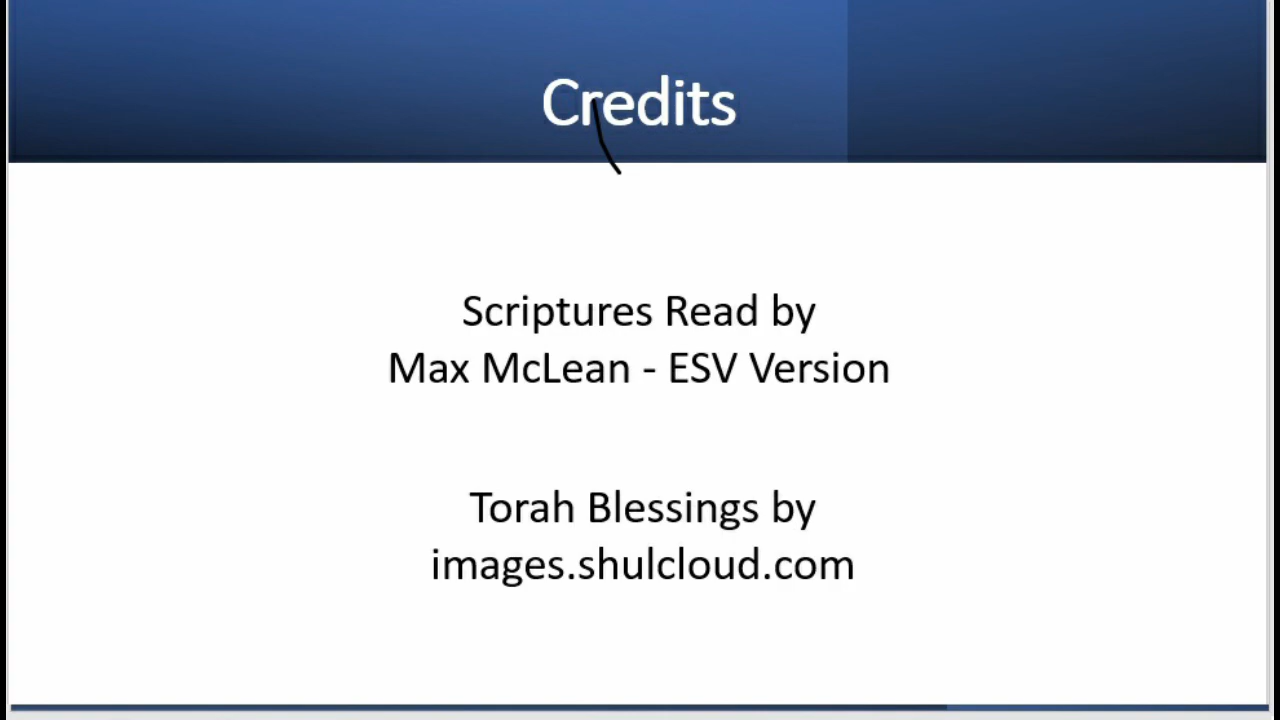 Credits
Scriptures Read by
Max McLean - ESV Version
Torah Blessings by
images.shulcloud.com